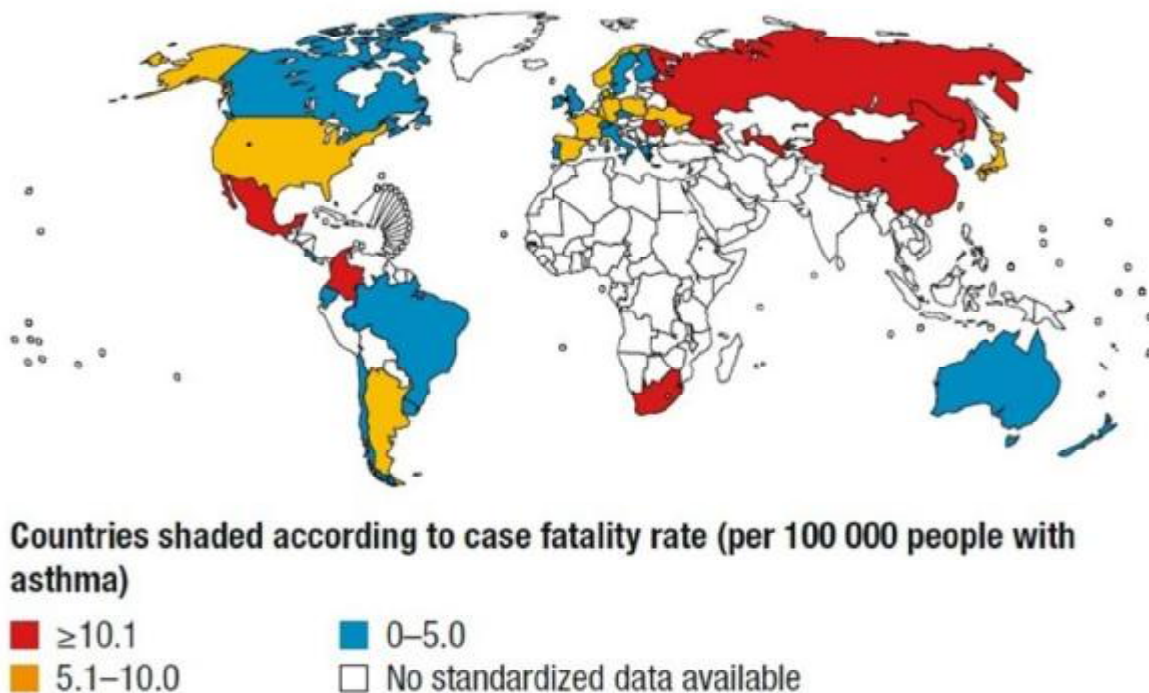 Countries shaded according to case fatality rate (per 100 000 people with
asthma)
≥10.1
0–5.0
5.1–10.0
No standardized data available